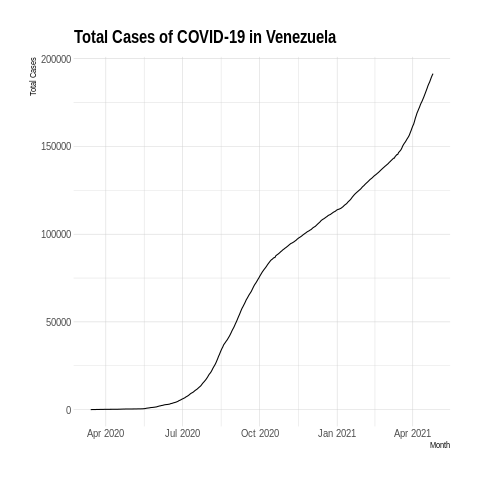 Total Cases of COVID-19 in Venezuela
Total Cases
200000
150000
100000
50000
0
Apr 2020 Jul 2020 Oct 2020 Jan 2021 Apr 2021
Month